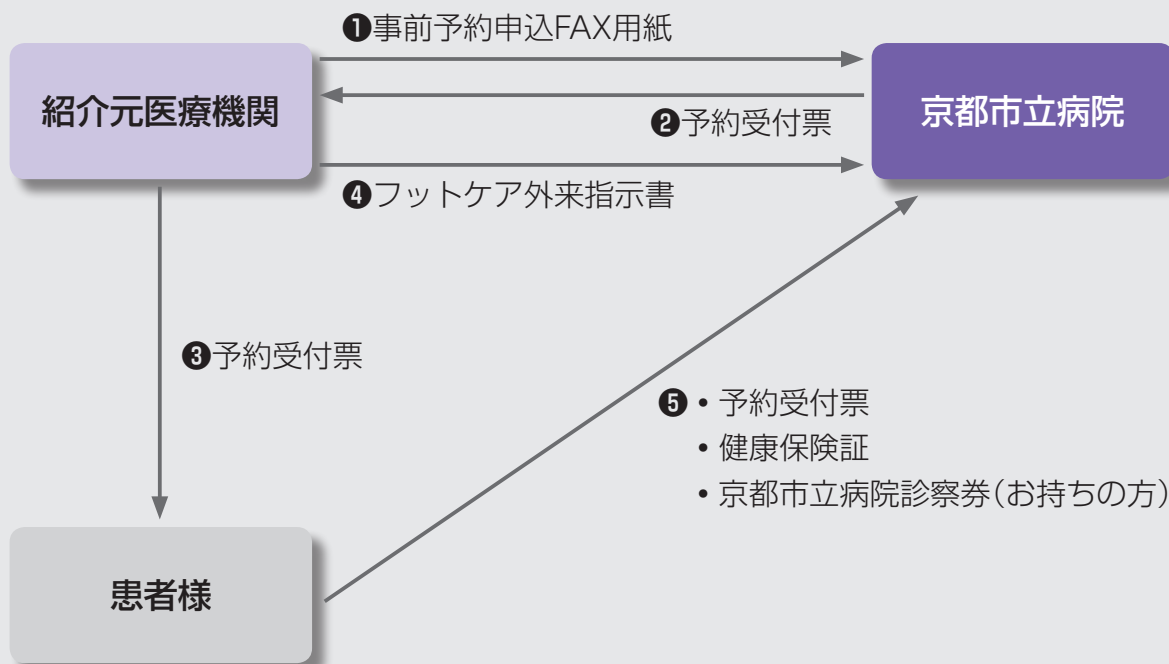 ❶事前予約申込FAX用紙
紹介元医療機関
京都市立病院
❷予約受付票
❹フットケア外来指示書
❸予約受付票
❺・予約受付票
・健康保険証
・京都市立病院診察券(お持ちの方)
患者様